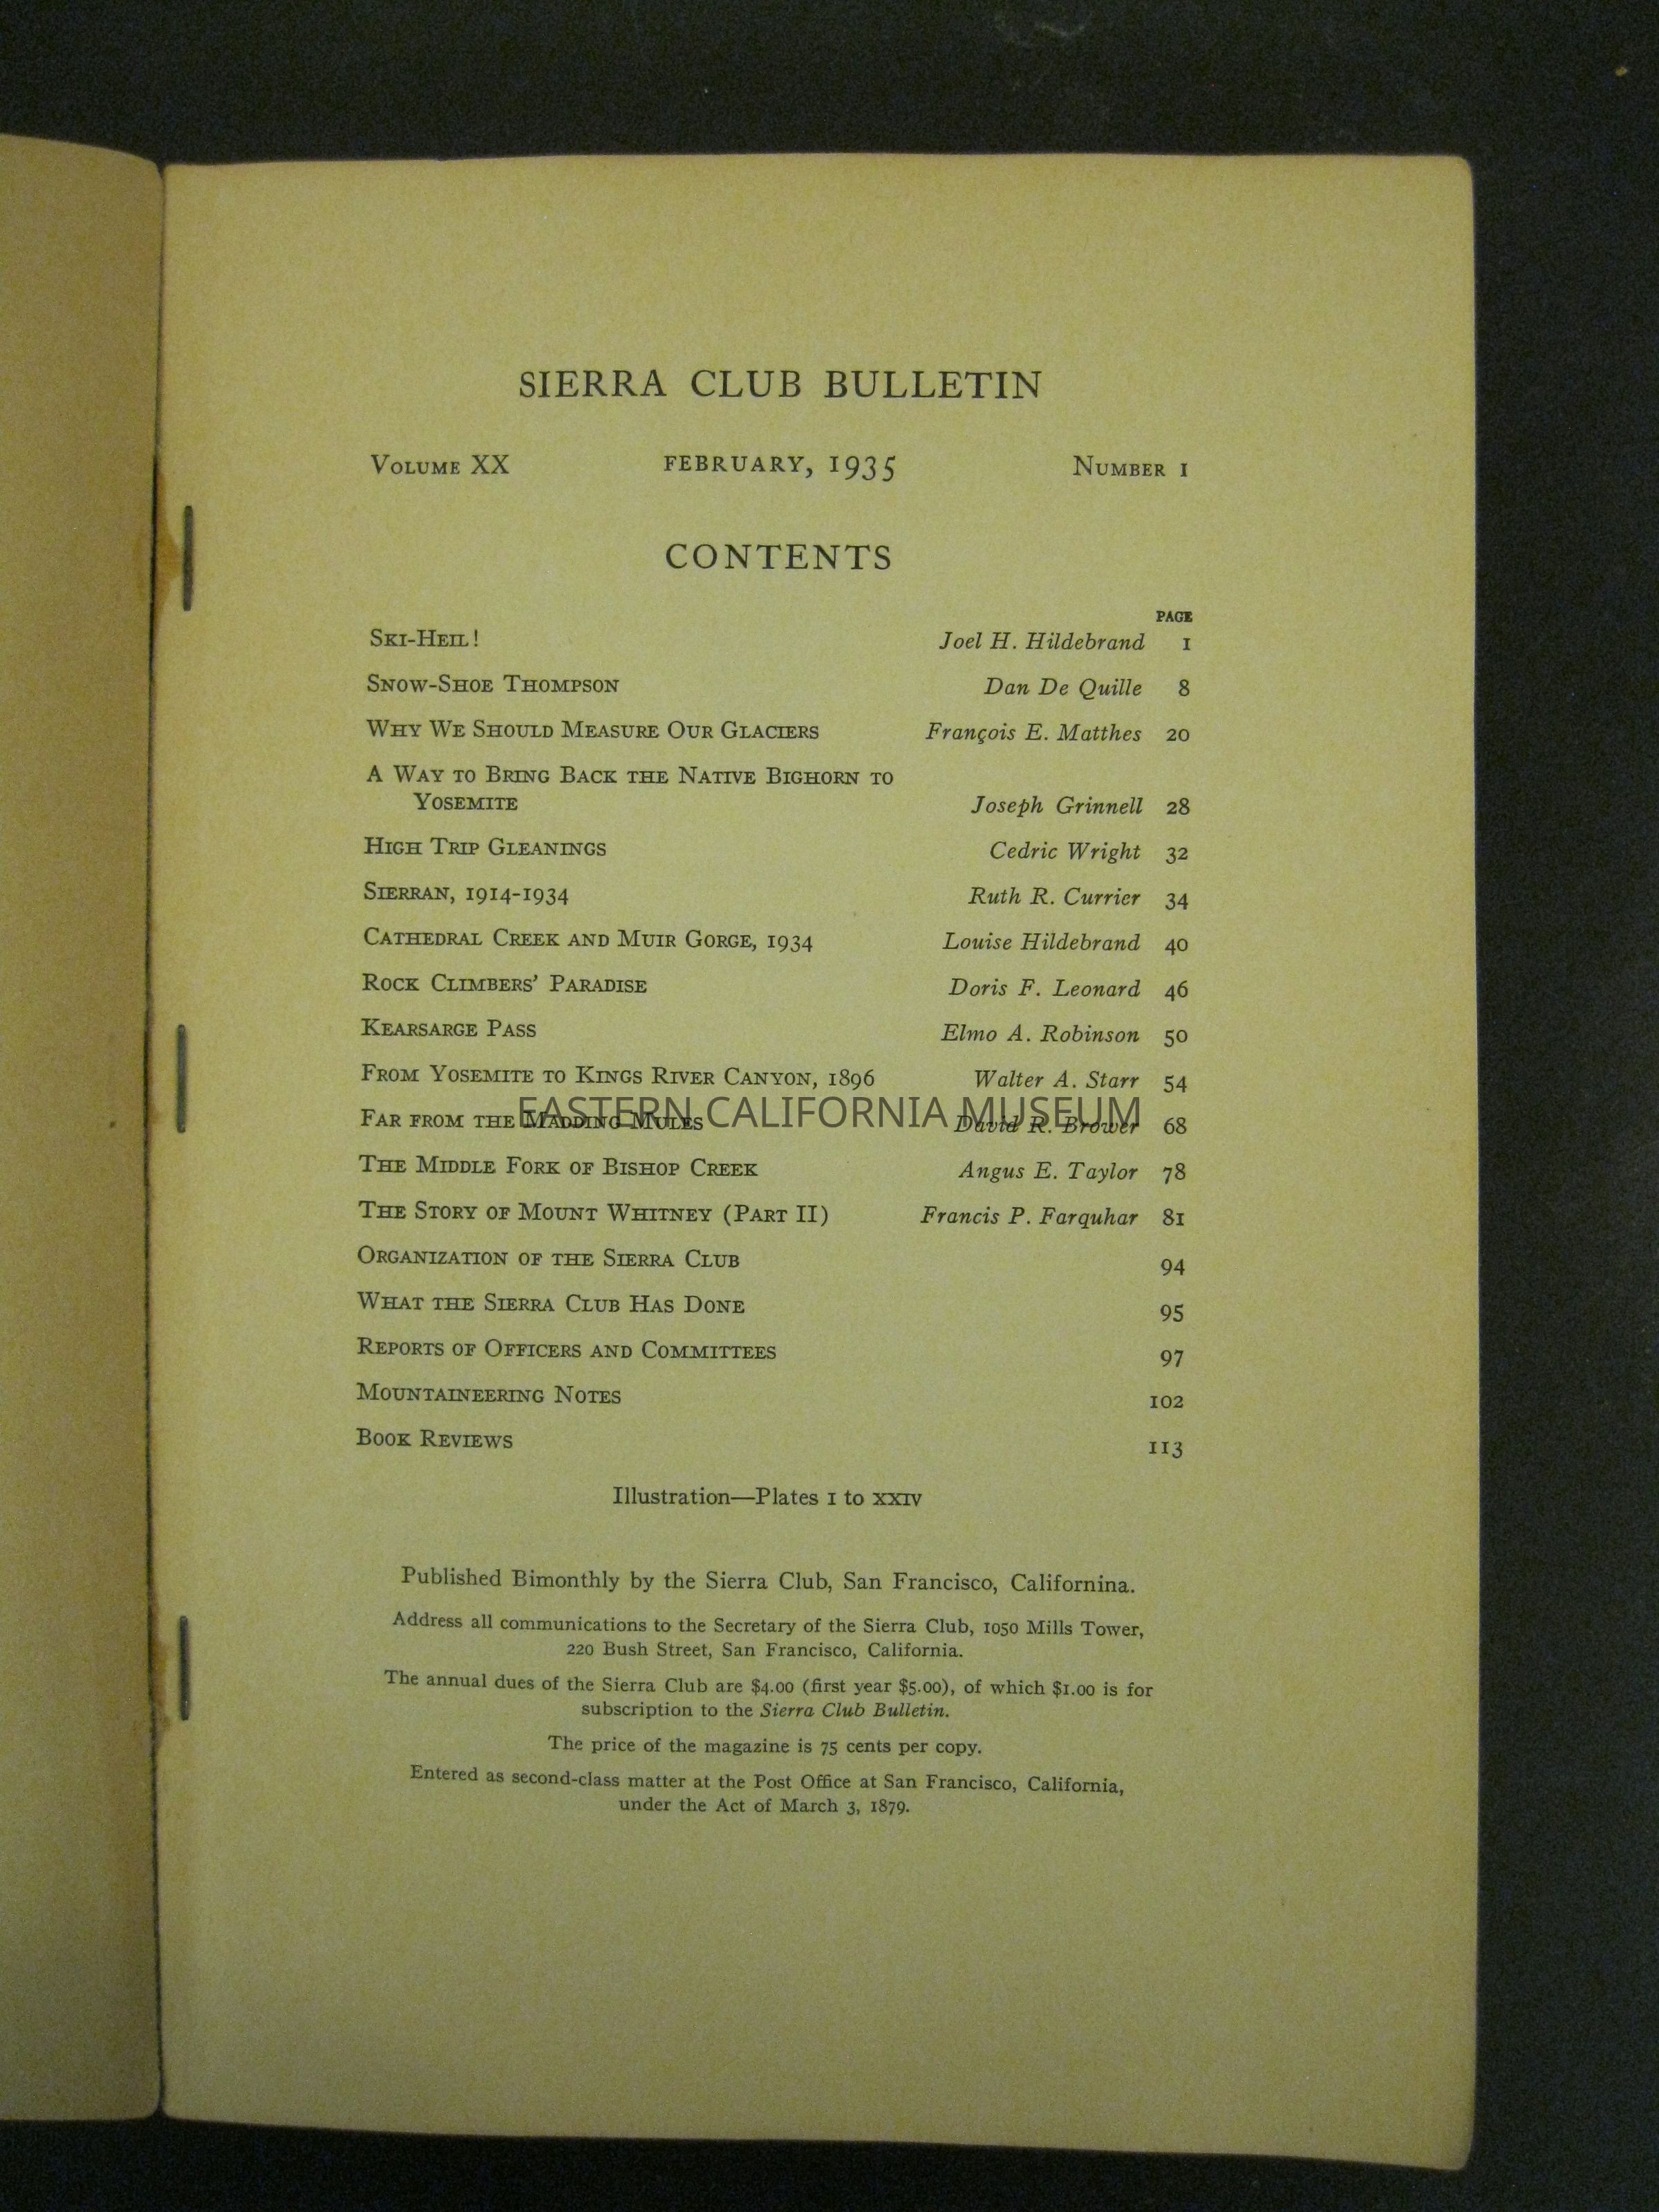 SIERRA CLUB BULLETIN
VOLUME XX FEBRUARY, 1935 NUMBER 1
CONTENTS
PAGE
SKI-HEIL! Joel H. Hildebrand 1
SNOW-SHOE THOMPSON Dan De Quille 8
WHY WE SHOULD MEASURE OUR GLACIERS François E. Matthes 20
A WAY TO BRING BACK THE NATIVE BIGHORN TO
YOSEMITE Joseph Grinnell 28
HIGH TRIP GLEANINGS Cedric Wright 32
SIERRAN, 1914-1934 Ruth R. Currier 34
CATHEDRAL CREEK AND MUIR GORGE, 1934 Louise Hildebrand 40
ROCK CLIMBERS' PARADISE Doris F. Leonard 46
KEARSARGE PASS Elmo A. Robinson 50
FROM YOSEMITE TO KINGS RIVER CANYON, 1896 Walter A. Starr 54
FAR FROM THE MADDING MULES David R. Brower 68
EASTERN CALIFORNIA MUSEUM
THE MIDDLE FORK OF BISHOP CREEK Angus E. Taylor 78
THE STORY OF MOUNT WHITNEY (PART II) Francis P. Farquhar 81
ORGANIZATION OF THE SIERRA CLUB 94
WHAT THE SIERRA CLUB HAS DONE 95
REPORTS OF OFFICERS AND COMMITTEES 97
MOUNTAINEERING NOTES 102
BOOK REVIEWS 113
Illustration—Plates I to XXIV
Published Bimonthly by the Sierra Club, San Francisco, Californina.
Address all communications to the Secretary of the Sierra Club, 1050 Mills Tower,
220 Bush Street, San Francisco, California.
The annual dues of the Sierra Club are $4.00 (first year $5.00), of which $1.00 is for
subscription to the Sierra Club Bulletin.
The price of the magazine is 75 cents per copy.
Entered as second-class matter at the Post Office at San Francisco, California,
under the Act of March 3, 1879.